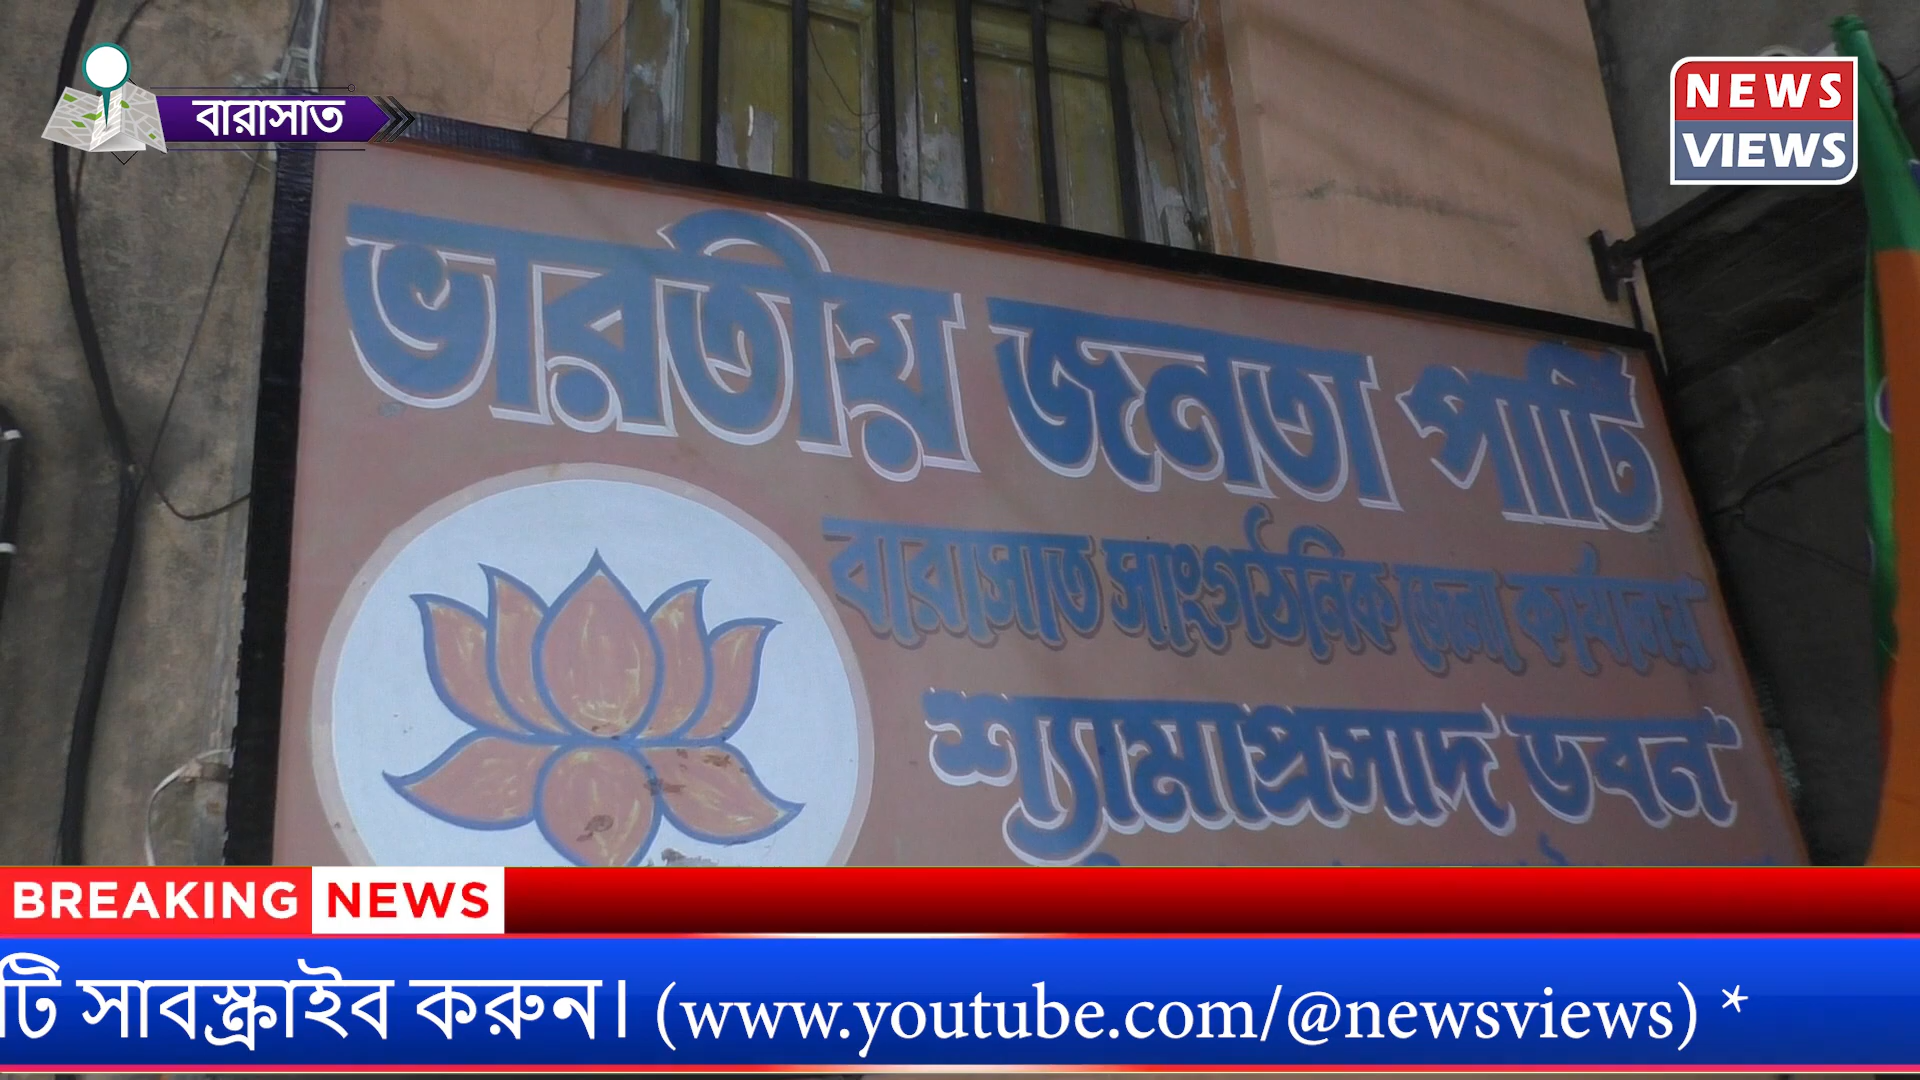 বারাসাত
NEWS
VIEWS
ভারতীয় জনতা পার্টি
বারাসাত সাংগঠনিক জেলা কার্যালয়
শ্যামাপ্রসাদ ভবন
BREAKING NEWS
টি সাবস্ক্রাইব করুন। (www.youtube.com/@newsviews) *